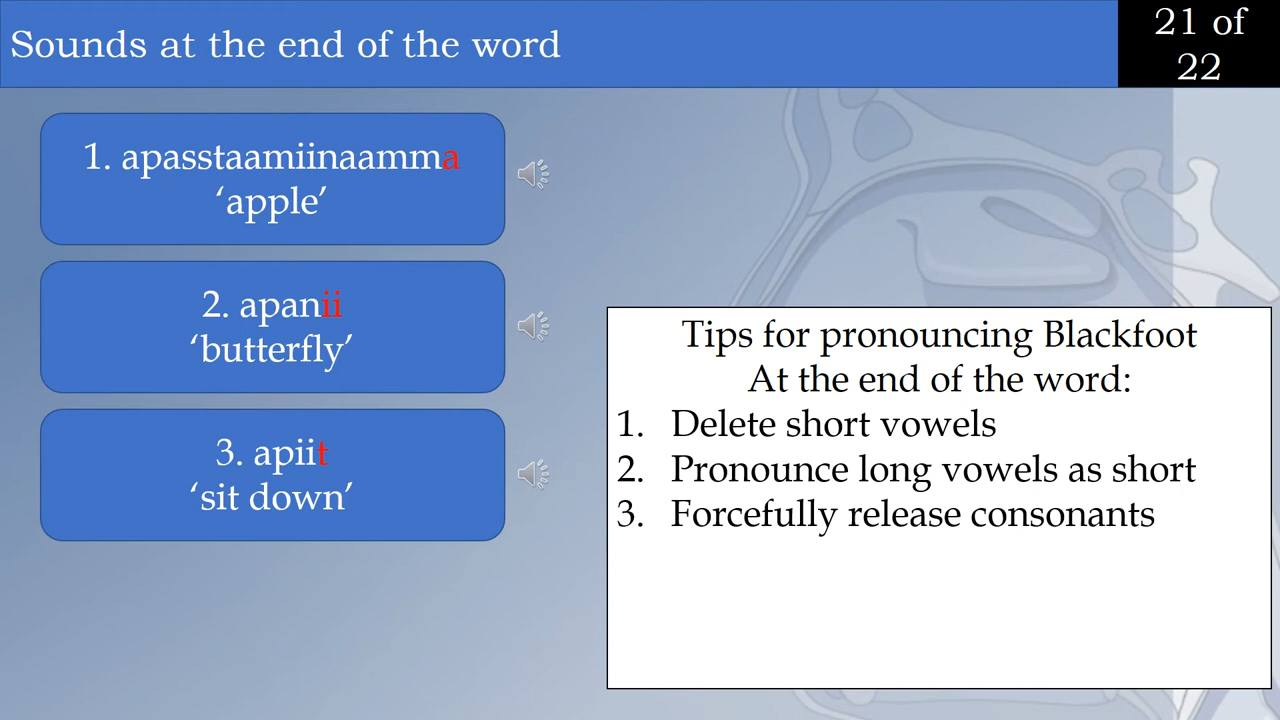 Sounds at the end of the word
21 of
22
1. apasstaamiinaamma
‘apple’
2. apanii
‘butterfly’
3. apiit
‘sit down’
Tips for pronouncing Blackfoot
At the end of the word:
1. Delete short vowels
2. Pronounce long vowels as short
3. Forcefully release consonants